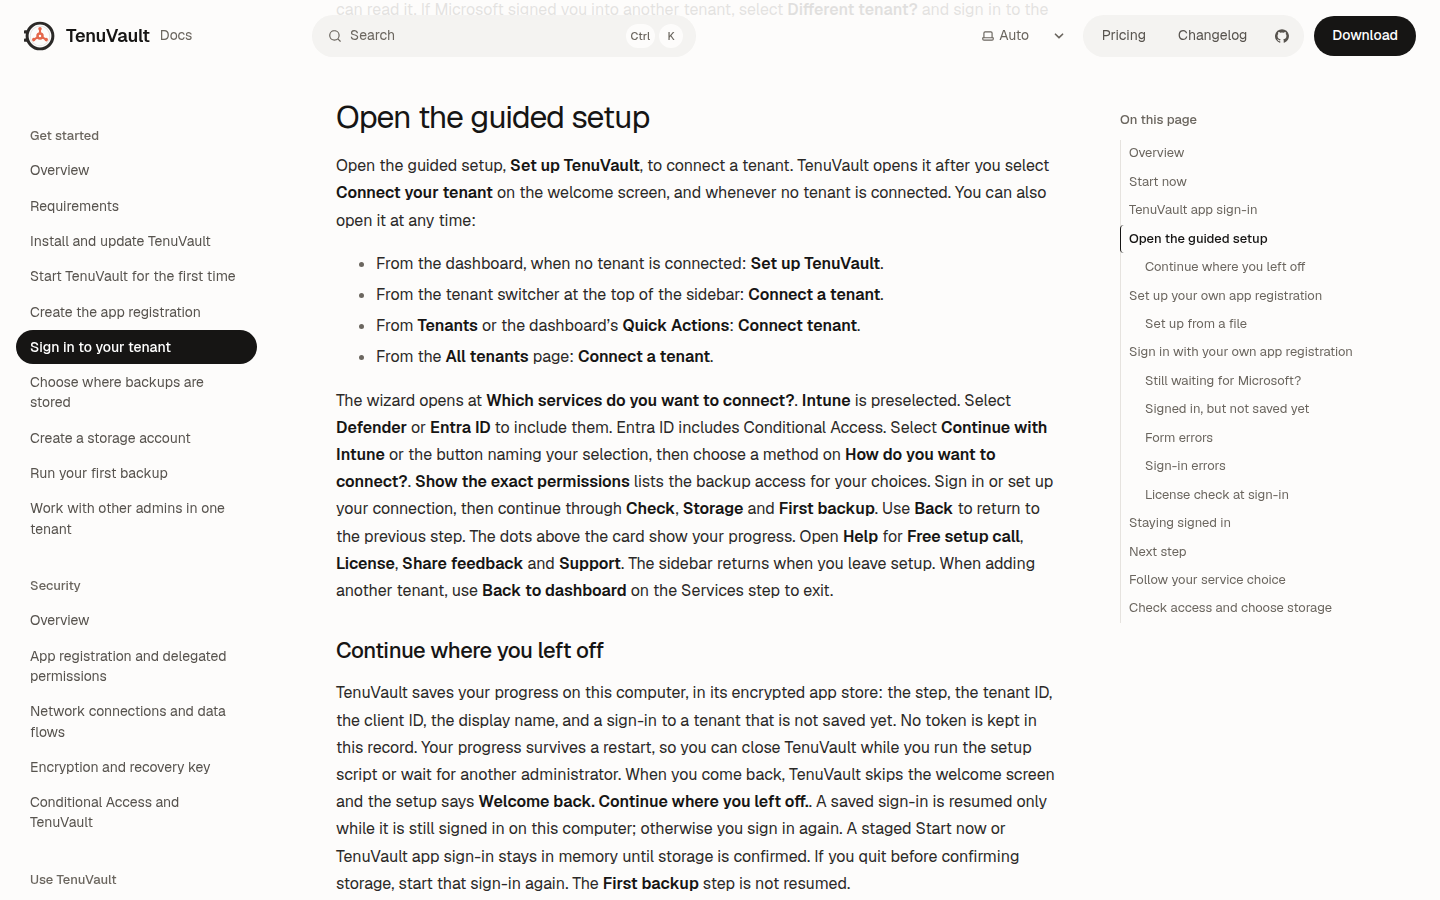 can read it. If Microsoft signed you into another tenant, select Different tenant? and sign in to the
TenuVault Docs
Search
Ctrl K
Auto
Pricing
Changelog
Download
Get started
Overview
Requirements
Install and update TenuVault
Start TenuVault for the first time
Create the app registration
Sign in to your tenant
Choose where backups are
stored
Create a storage account
Run your first backup
Work with other admins in one
tenant
Security
Overview
App registration and delegated
permissions
Network connections and data
flows
Encryption and recovery key
Conditional Access and
TenuVault
Use TenuVault
Open the guided setup
Open the guided setup, Set up TenuVault, to connect a tenant. TenuVault opens it after you select
Connect your tenant on the welcome screen, and whenever no tenant is connected. You can also
open it at any time:
• From the dashboard, when no tenant is connected: Set up TenuVault.
• From the tenant switcher at the top of the sidebar: Connect a tenant.
• From Tenants or the dashboard’s Quick Actions: Connect tenant.
• From the All tenants page: Connect a tenant.
The wizard opens at Which services do you want to connect?. Intune is preselected. Select
Defender or Entra ID to include them. Entra ID includes Conditional Access. Select Continue with
Intune or the button naming your selection, then choose a method on How do you want to
connect?. Show the exact permissions lists the backup access for your choices. Sign in or set up
your connection, then continue through Check, Storage and First backup. Use Back to return to
the previous step. The dots above the card show your progress. Open Help for Free setup call,
License, Share feedback and Support. The sidebar returns when you leave setup. When adding
another tenant, use Back to dashboard on the Services step to exit.
Continue where you left off
TenuVault saves your progress on this computer, in its encrypted app store: the step, the tenant ID,
the client ID, the display name, and a sign-in to a tenant that is not saved yet. No token is kept in
this record. Your progress survives a restart, so you can close TenuVault while you run the setup
script or wait for another administrator. When you come back, TenuVault skips the welcome screen
and the setup says Welcome back. Continue where you left off.. A saved sign-in is resumed only
while it is still signed in on this computer; otherwise you sign in again. A staged Start now or
TenuVault app sign-in stays in memory until storage is confirmed. If you quit before confirming
storage, start that sign-in again. The First backup step is not resumed.
On this page
Overview
Start now
TenuVault app sign-in
Open the guided setup
Continue where you left off
Set up your own app registration
Set up from a file
Sign in with your own app registration
Still waiting for Microsoft?
Signed in, but not saved yet
Form errors
Sign-in errors
License check at sign-in
Staying signed in
Next step
Follow your service choice
Check access and choose storage